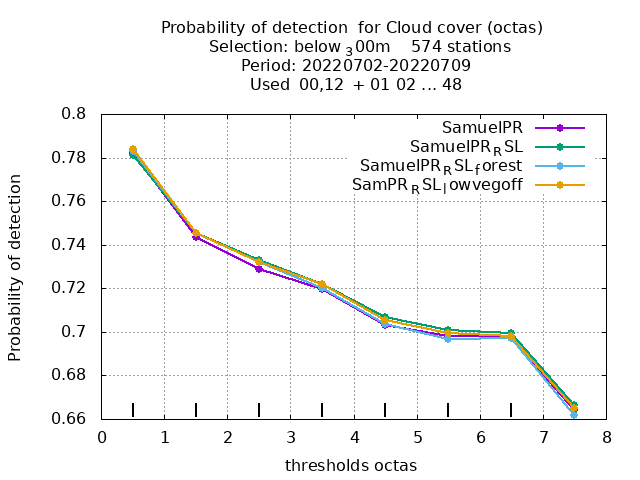 Probability of detection for Cloud cover (octas)
Selection: below ₃00m 574 stations
Period: 20220702-20220709
Used 00,12 + 01 02 ... 48
0.8
0.78
0.76
0.74
0.72
0.7
0.68
0.66
Probability of detection
SamuelPR
SamuelPR_RSL
SamuelPR_RSL_forest
SamPR_RSL_lowvegoff
0 1 2 3 4 5 6 7 8
thresholds octas